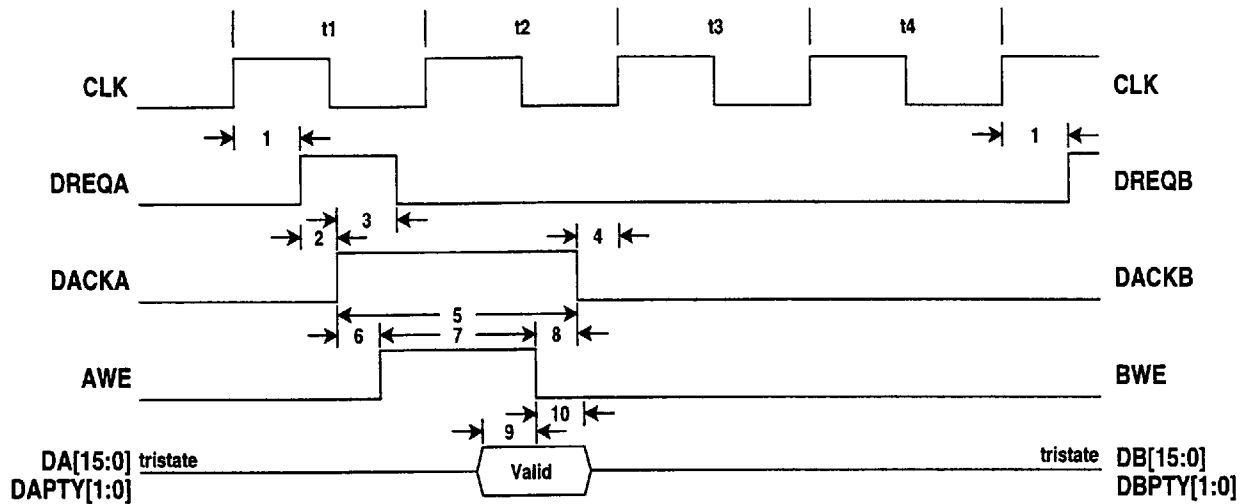 t1 t2 t3 t4
CLK CLK
1 1
DREQA DREQB
3
2 4
DACKA DACKB
5
6 7 8
AWE BWE
10
9
DA[15:0] tristate Valid tristate DB[15:0]
DAPTY[1:0] DBPTY[1:0]